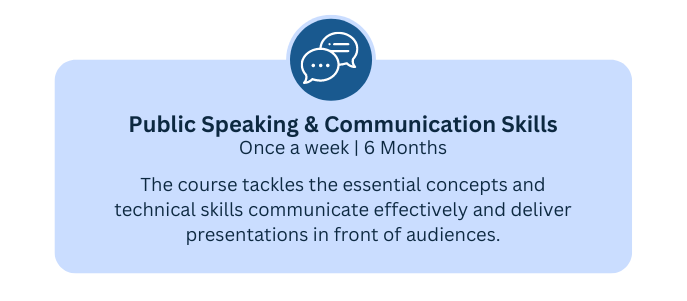 Public Speaking & Communication Skills
Once a week | 6 Months
The course tackles the essential concepts and
technical skills communicate effectively and deliver
presentations in front of audiences.